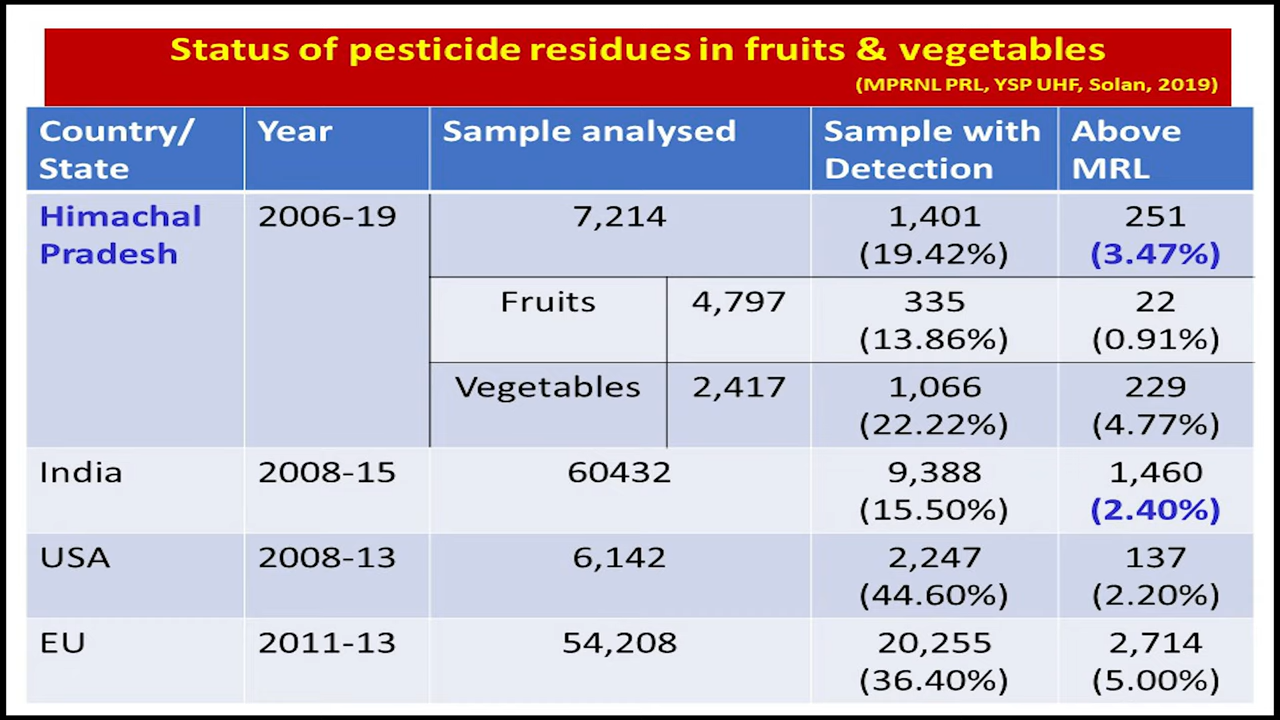 Status of pesticide residues in fruits & vegetables
(MPRNL PRL, YSP UHF, Solan, 2019)
Country/ State Year Sample analysed Sample with Detection Above MRL
Himachal Pradesh 2006-19 7,214 1,401 (19.42%) 251 (3.47%)
Fruits 4,797 335 (13.86%) 22 (0.91%)
Vegetables 2,417 1,066 (22.22%) 229 (4.77%)
India 2008-15 60432 9,388 (15.50%) 1,460 (2.40%)
USA 2008-13 6,142 2,247 (44.60%) 137 (2.20%)
EU 2011-13 54,208 20,255 (36.40%) 2,714 (5.00%)